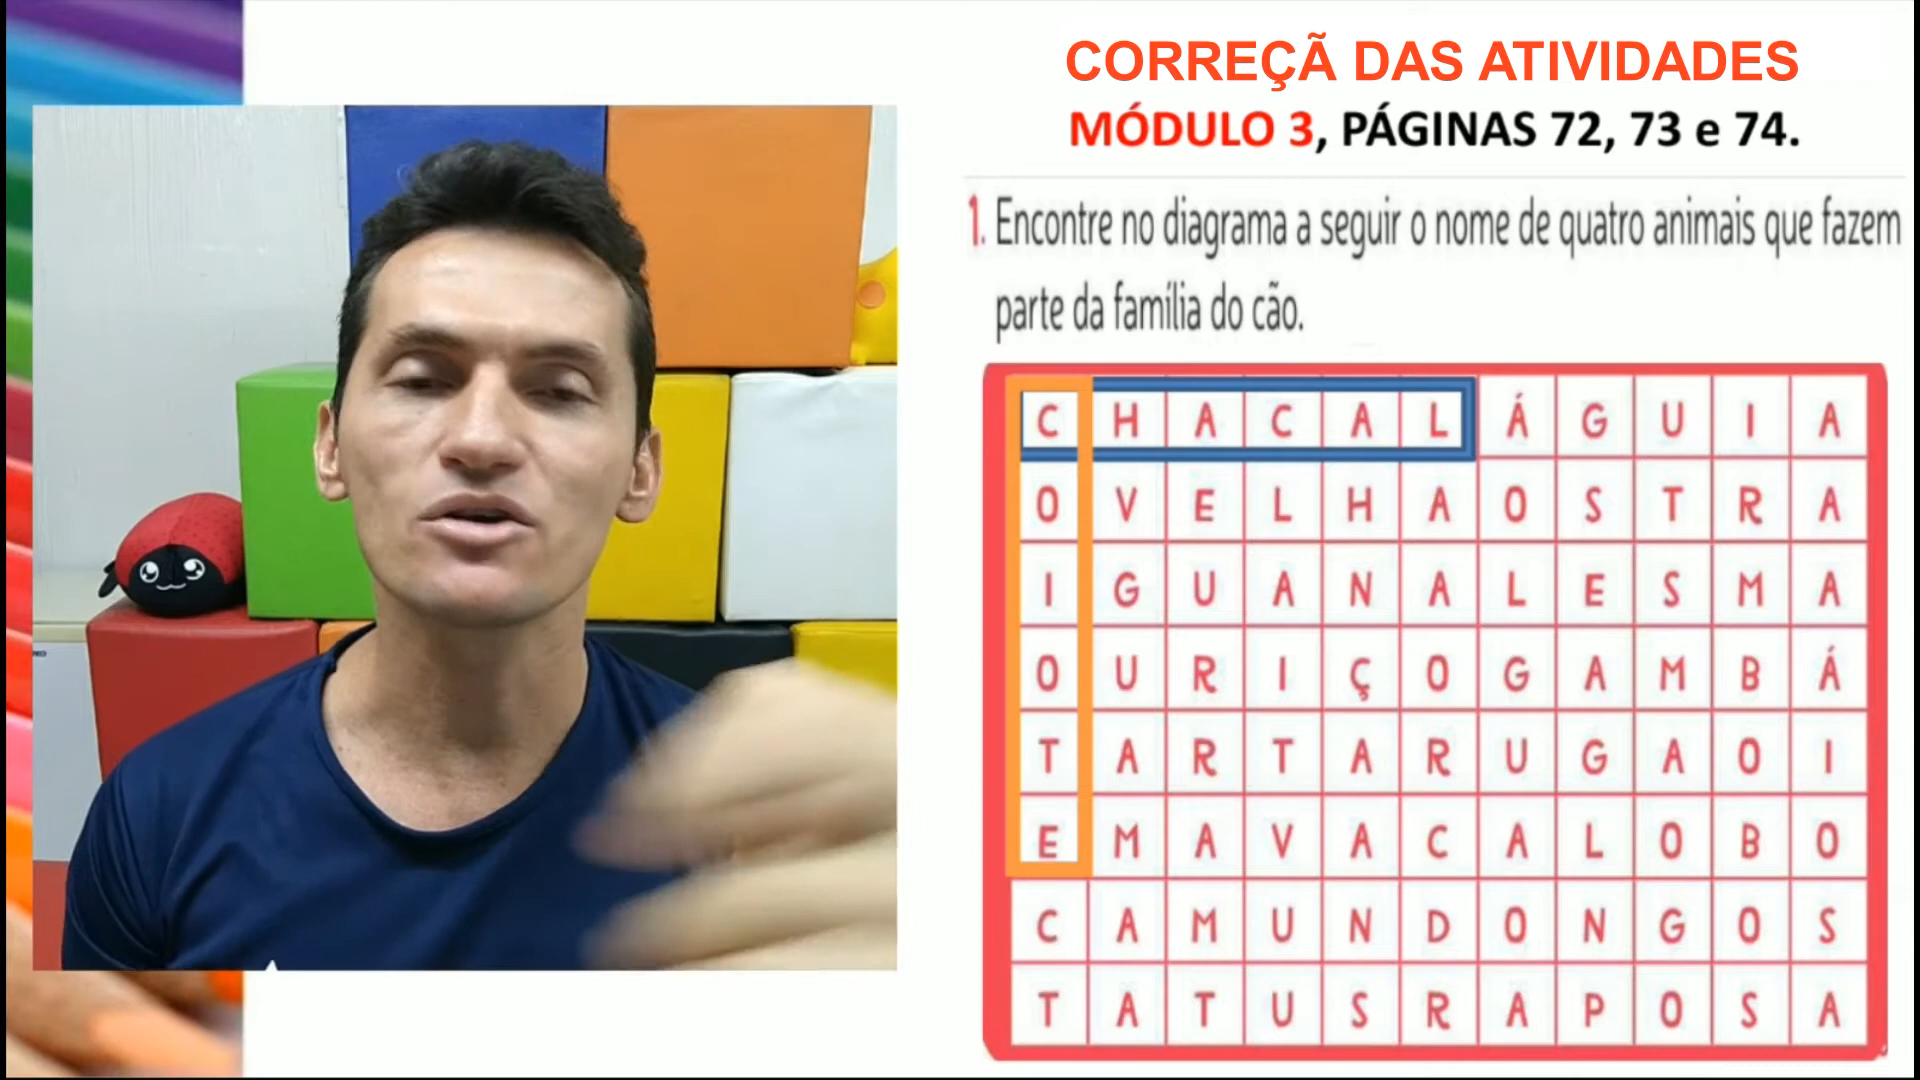 CORREÇÃ DAS ATIVIDADES
MÓDULO 3, PÁGINAS 72, 73 e 74.
1. Encontre no diagrama a seguir o nome de quatro animais que fazem
parte da família do cão.
C H A C A L Á G U I A
O V E L H A O S T R A
I G U A N A L E S M A
O U R I Ç O G A M B Á
T A R T A R U G A O I
E M A V A C A L O B O
C A M U N D O N G O S
T A T U S R A P O S A